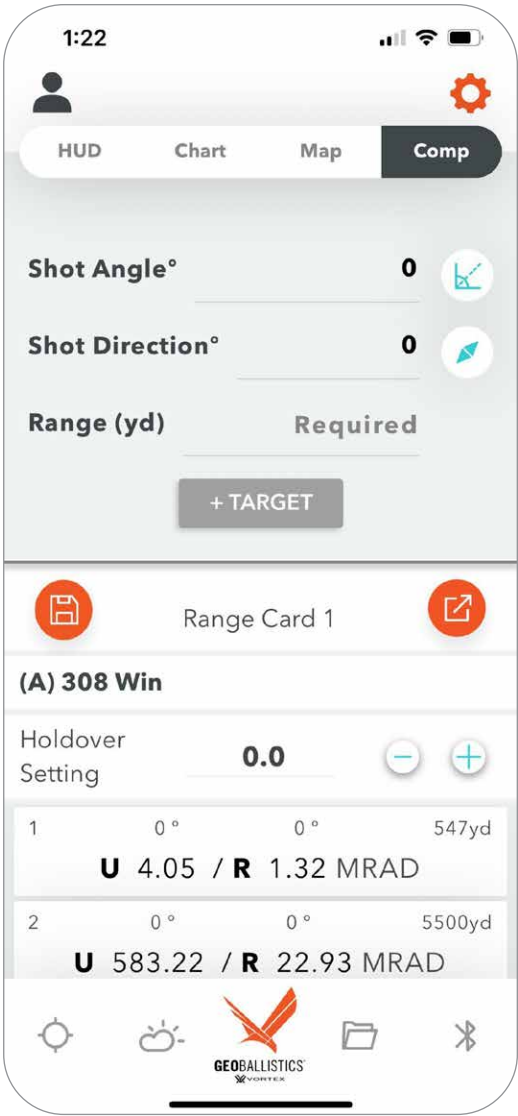 1:22
HUD Chart Map Comp
Shot Angle° 0
Shot Direction° 0
Range (yd) Required
+ TARGET
Range Card 1
(A) 308 Win
Holdover
Setting
0.0
1 0 ° 0 ° 547yd
U 4.05 / R 1.32 MRAD
2 0 ° 0 ° 5500yd
U 583.22 / R 22.93 MRAD
GEOBALLISTICS
VORTEX